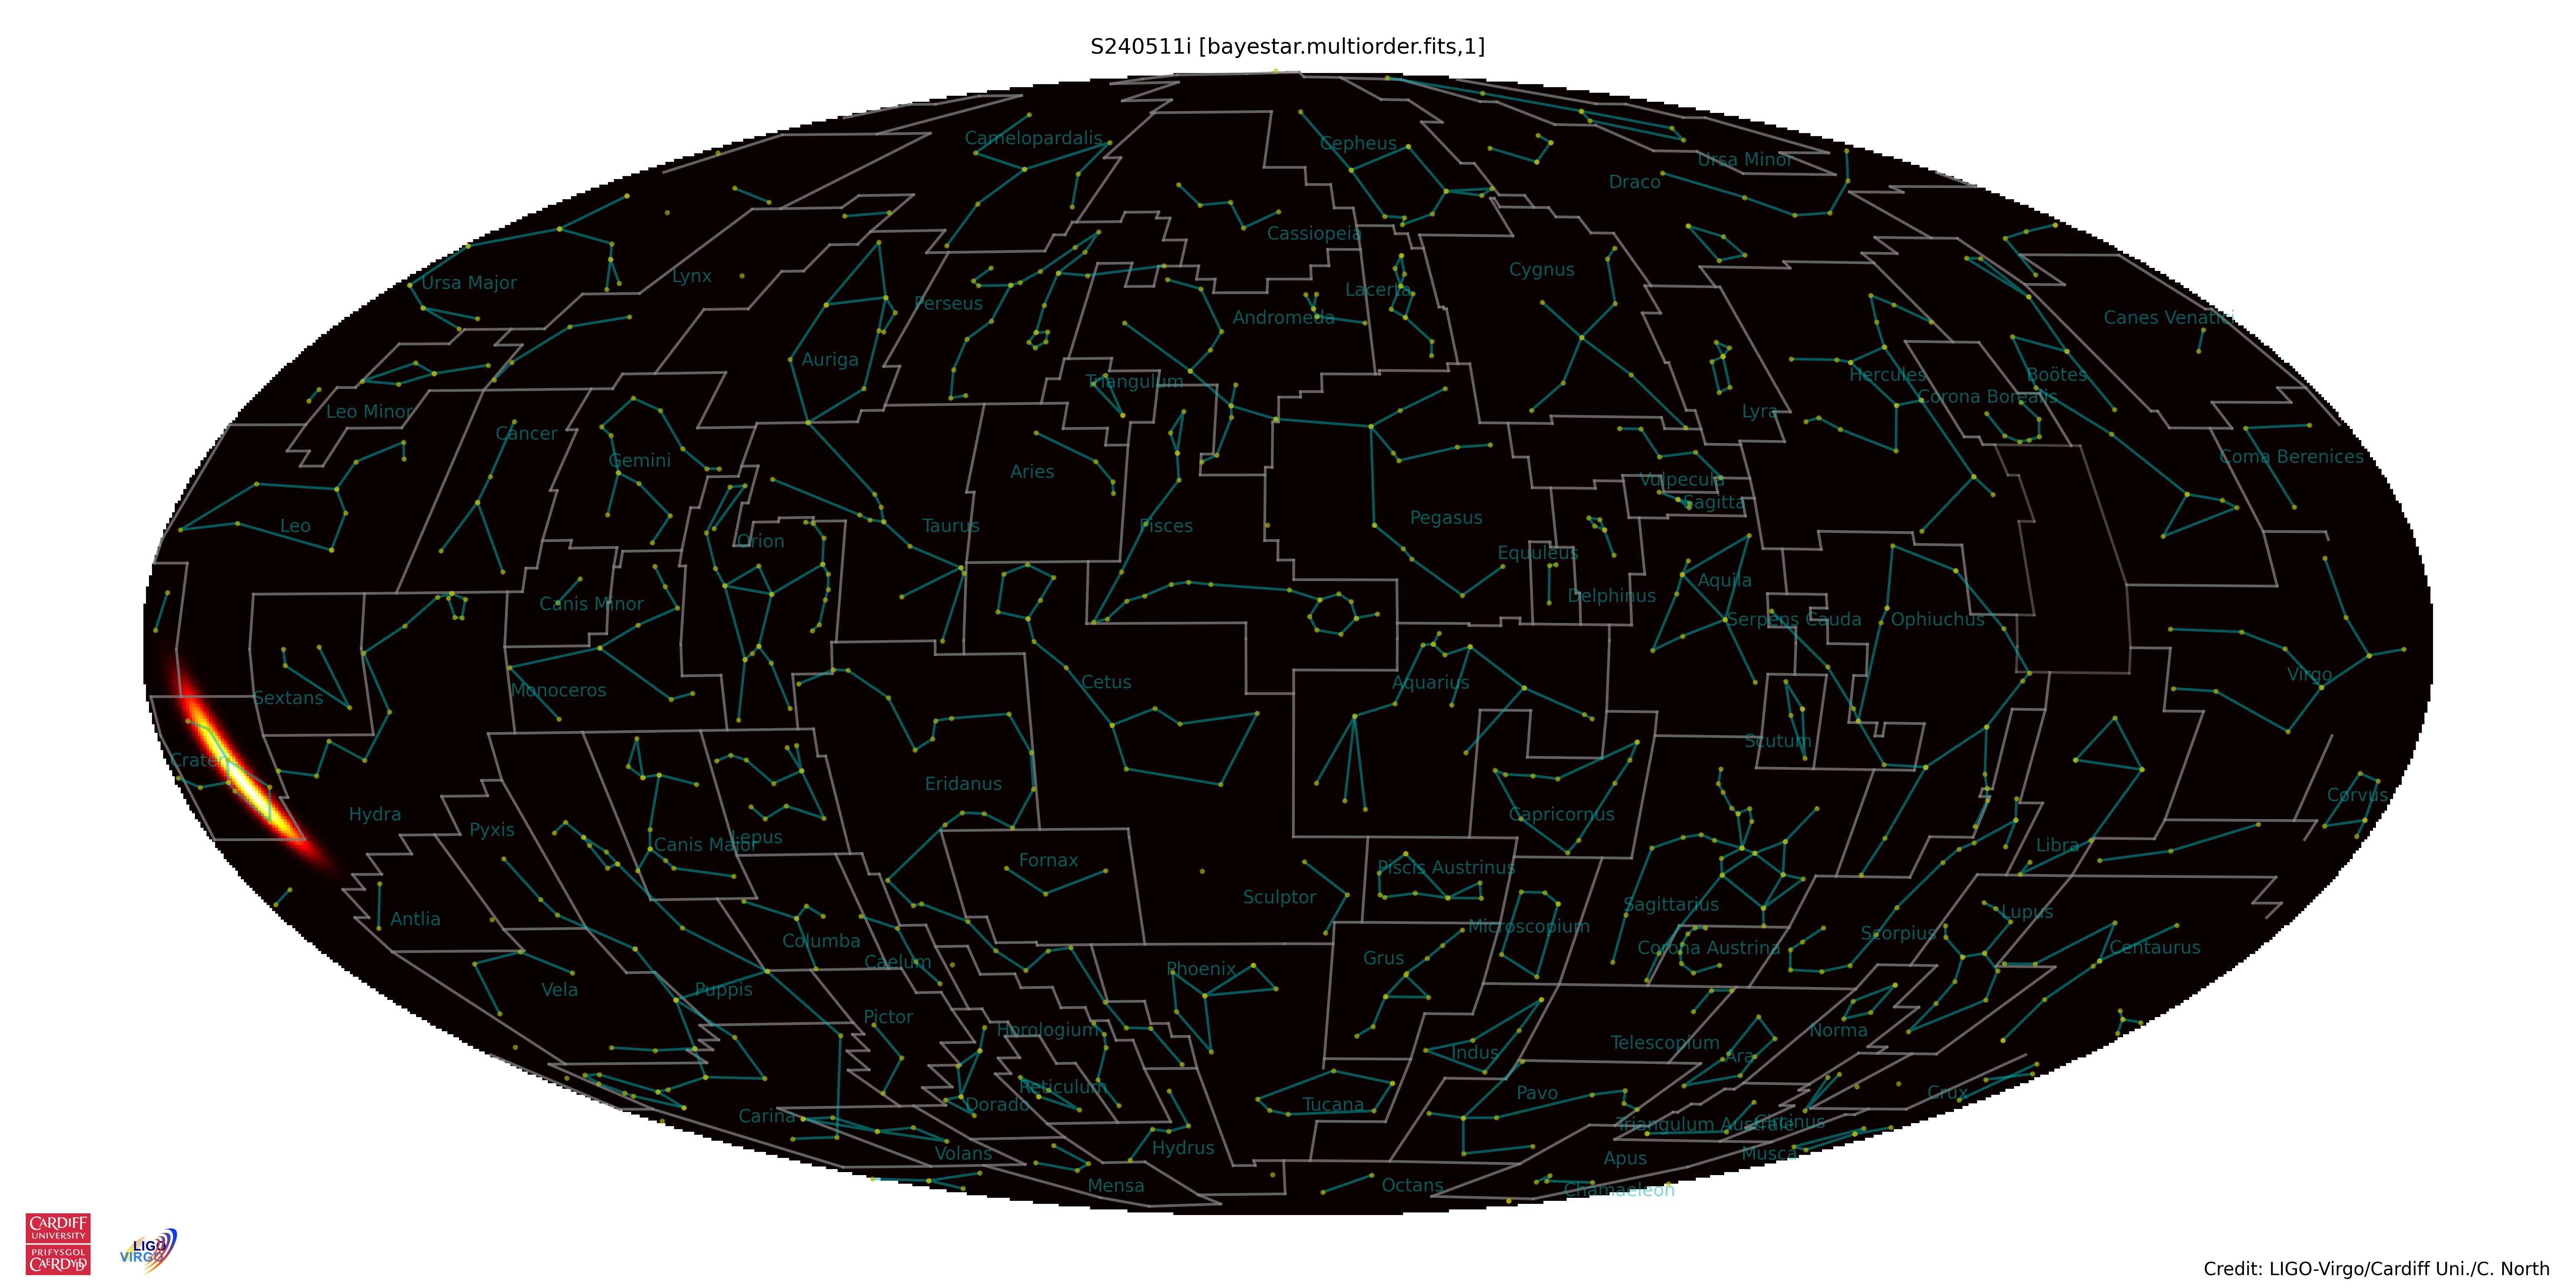 S240511i [bayestar.multiorder.fits,1]
Camelopardalis
Cepheus
Ursa Minor
Draco
Cassiopeia
Ursa Major
Lynx
Cygnus
Perseus
Lacerta
Andromeda
Canes Venatici
Auriga
Triangulum
Hercules
Boötes
Corona Borealis
Leo Minor
Lyra
Cancer
Gemini
Aries
Coma Berenices
Vulpecula
Sagitta
Leo
Orion
Taurus
Pisces
Pegasus
Equuleus
Canis Minor
Delphinus
Aquila
Serpens Cauda
Ophiuchus
Sextans
Monoceros
Cetus
Aquarius
Virgo
Scutum
Crater
Hydra
Eridanus
Capricornus
Corvus
Pyxis
Canis Major
Lepus
Libra
Fornax
Piscis Austrinus
Sculptor
Sagittarius
Lupus
Antlia
Microscopium
Columba
Corona Austrina
Scorpius
Centaurus
Caelum
Phoenix
Grus
Vela
Puppis
Pictor
Horologium
Indus
Telescopium
Ara
Norma
Reticulum
Dorado
Tucana
Pavo
Crux
Carina
Triangulum Australe
Circinus
Volans
Hydrus
Apus
Musca
Mensa
Octans
Chamaeleon
CARDIFF
UNIVERSITY
PRIFYSGOL
CAERDYDD
LIGO
VIRGO
Credit: LIGO-Virgo/Cardiff Uni./C. North